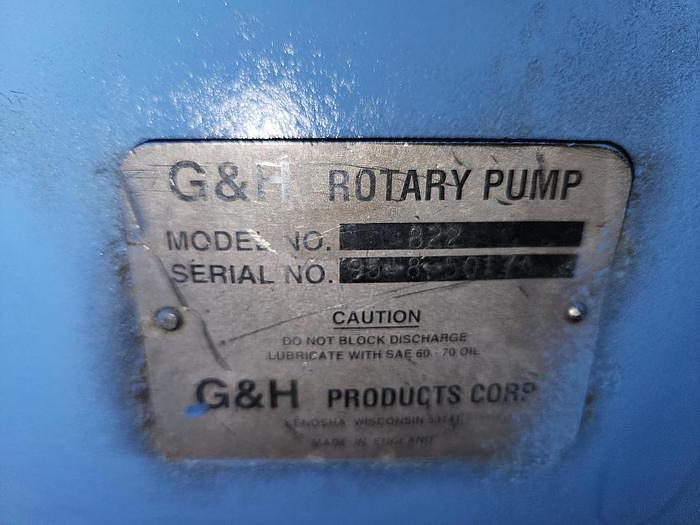 G&H ROTARY PUMP
MODEL NO. 822
SERIAL NO.
CAUTION
DO NOT BLOCK DISCHARGE
LUBRICATE WITH SAE 60-70 OIL
G&H PRODUCTS CORP
KENOSHA, WISCONSIN
MADE IN ENGLAND